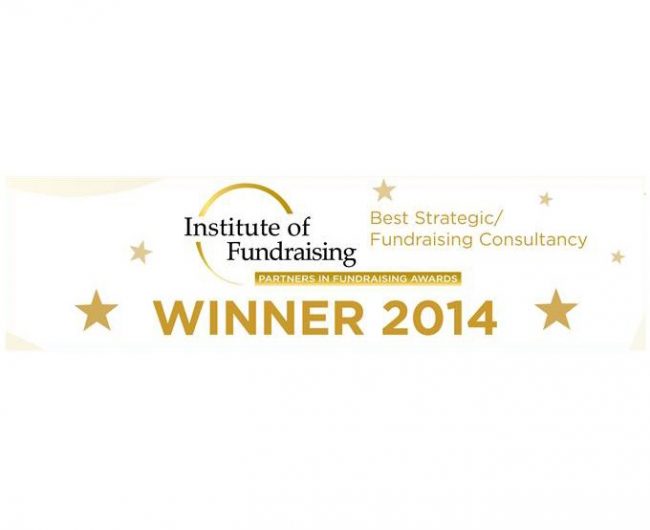 Institute of
Fundraising
Best Strategic/
Fundraising Consultancy
PARTNERS IN FUNDRAISING AWARDS
WINNER 2014